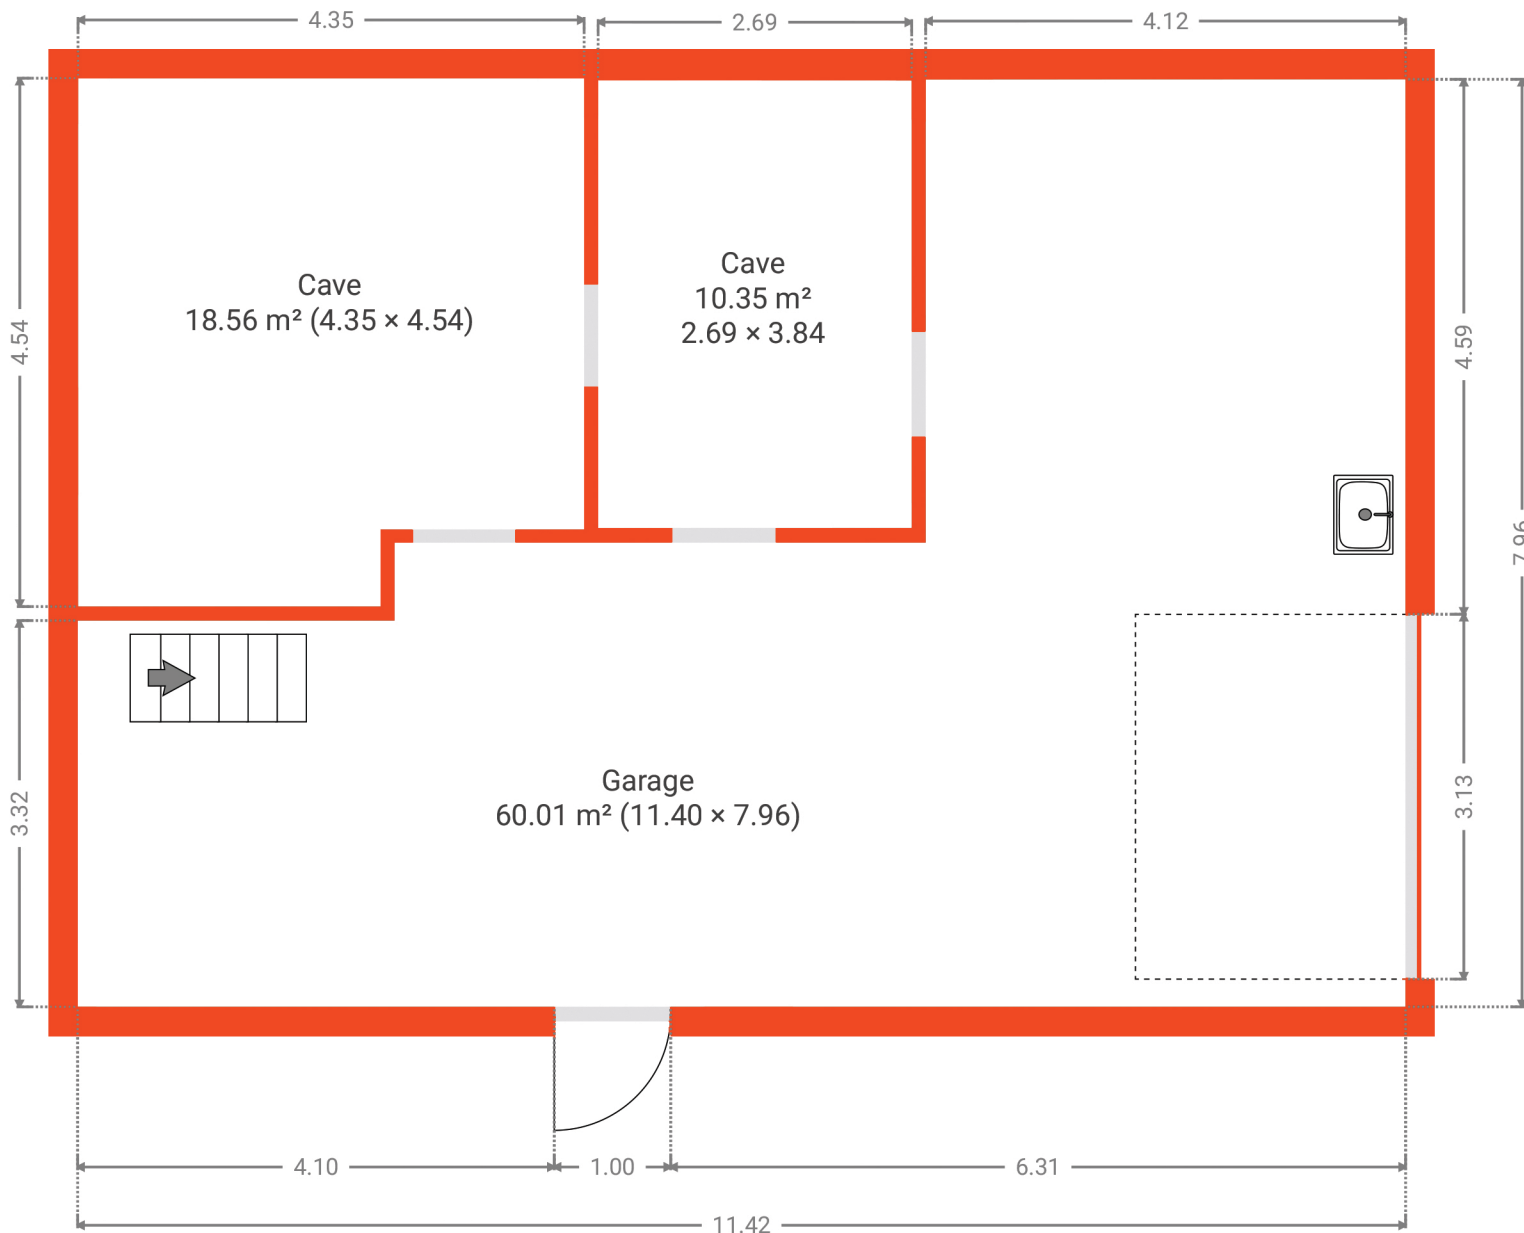 4.35
2.69
4.12
Cave
18.56 m² (4.35 × 4.54)
Cave
10.35 m²
2.69 × 3.84
4.54
4.59
7.96
Garage
60.01 m² (11.40 × 7.96)
3.32
3.13
4.10
1.00
6.31
11.42